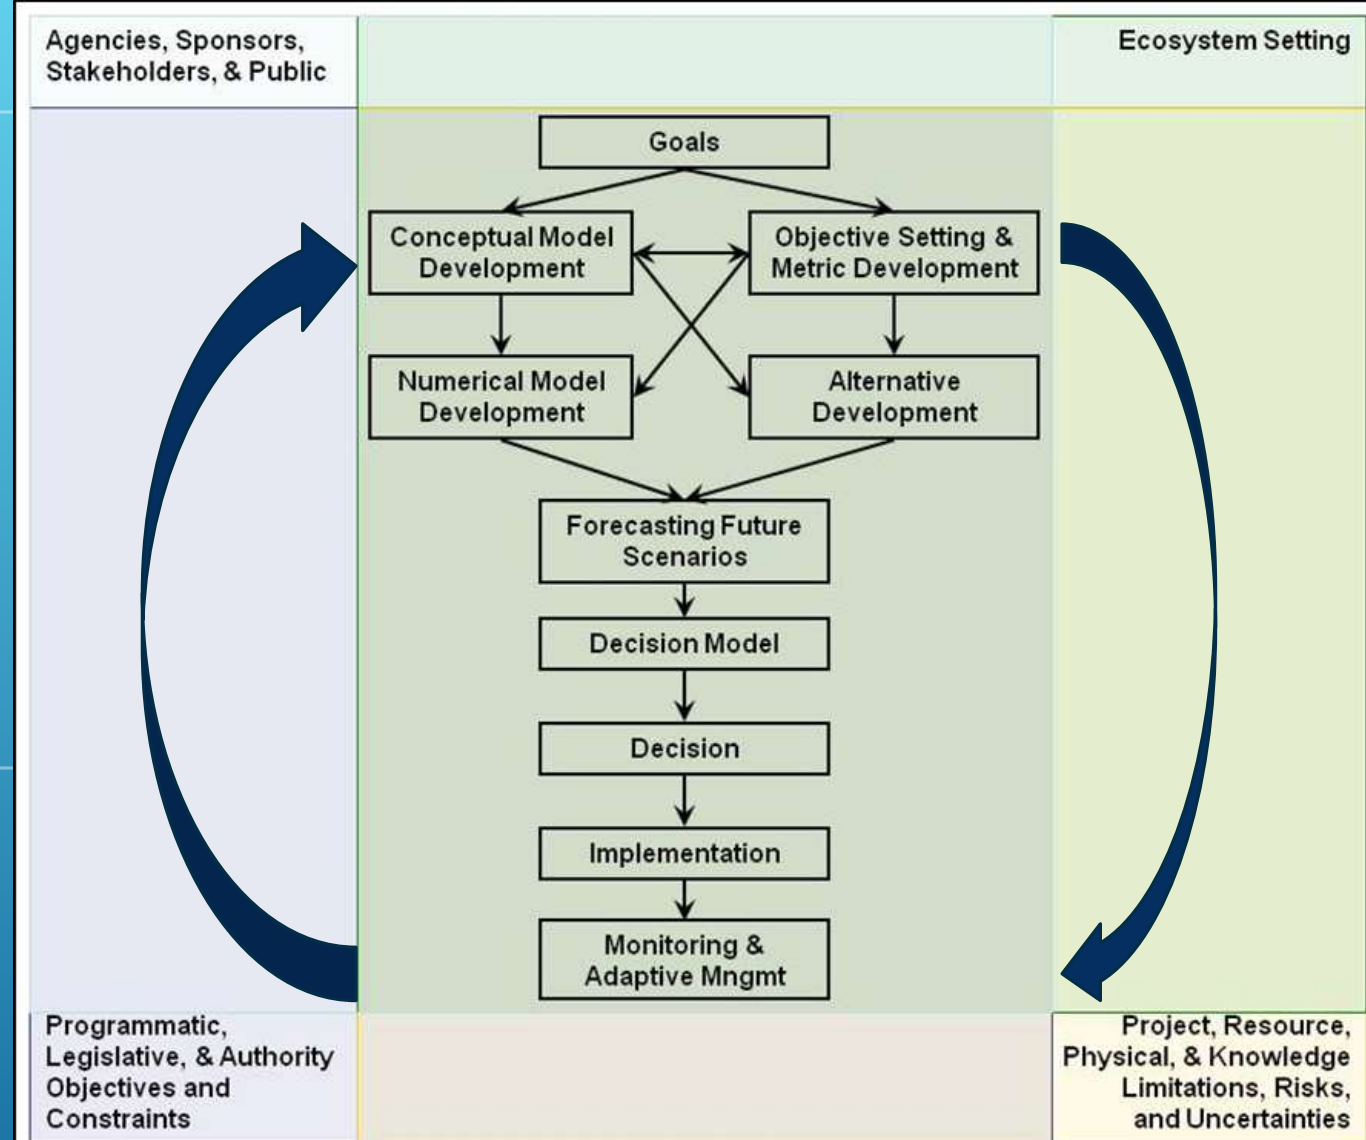 Agencies, Sponsors,
Stakeholders, & Public
Ecosystem Setting
Goals
Conceptual Model
Development
Objective Setting &
Metric Development
Numerical Model
Development
Alternative
Development
Forecasting Future
Scenarios
Decision Model
Decision
Implementation
Monitoring &
Adaptive Mngmt
Programmatic,
Legislative, & Authority
Objectives and
Constraints
Project, Resource,
Physical, & Knowledge
Limitations, Risks,
and Uncertainties